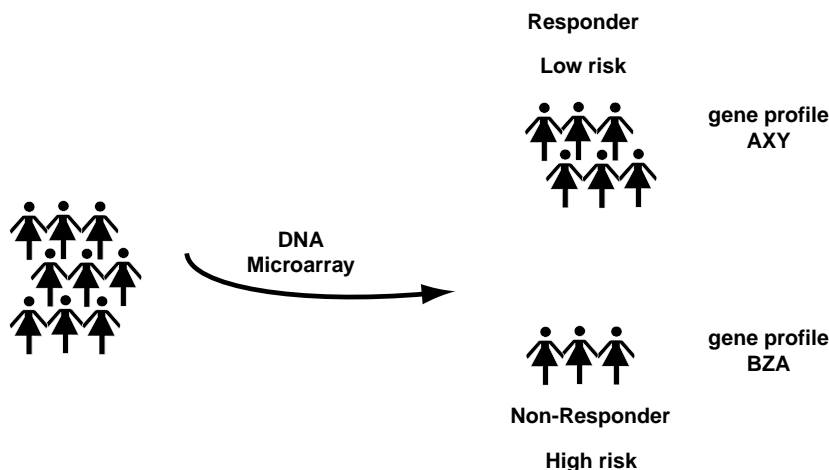 Responder
Low risk
gene profile
AXY
DNA
Microarray
gene profile
BZA
Non-Responder
High risk